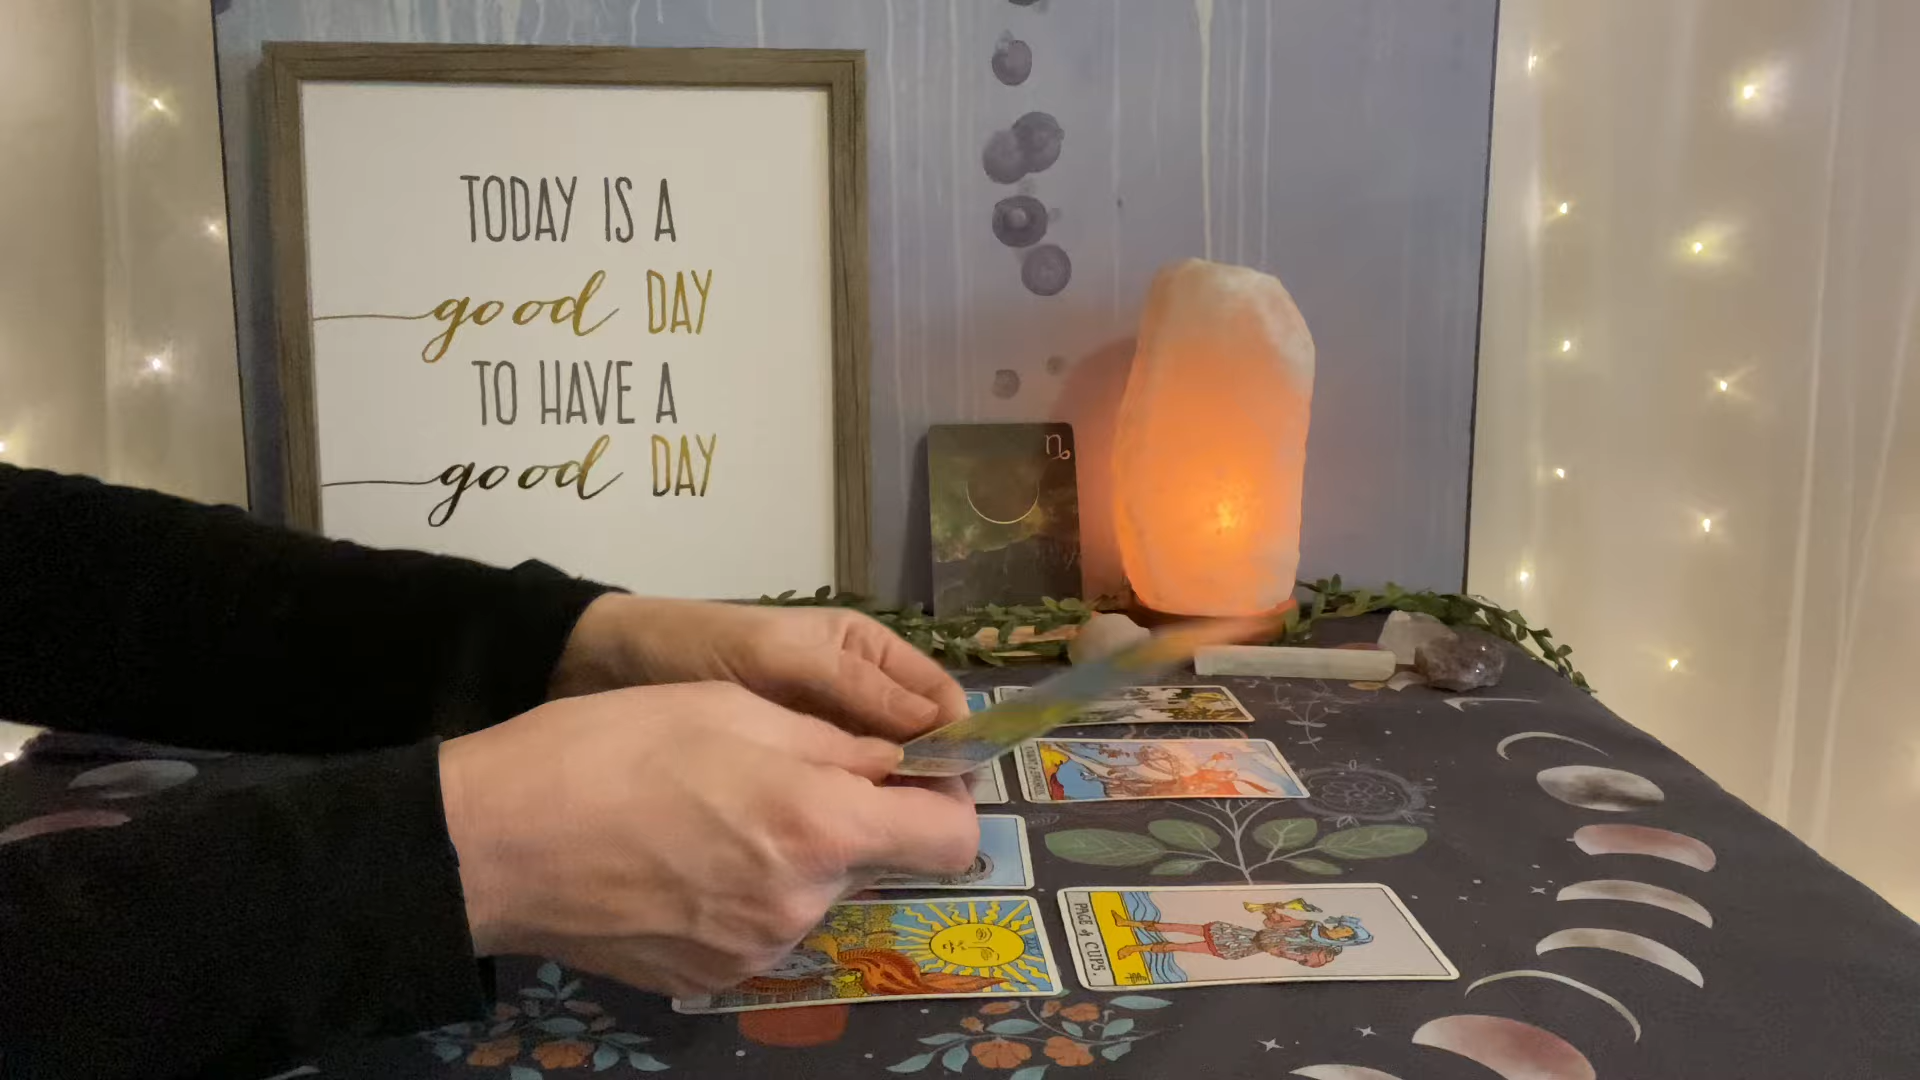 TODAY IS A
good DAY
TO HAVE A
good DAY
PAGE of CUPS.